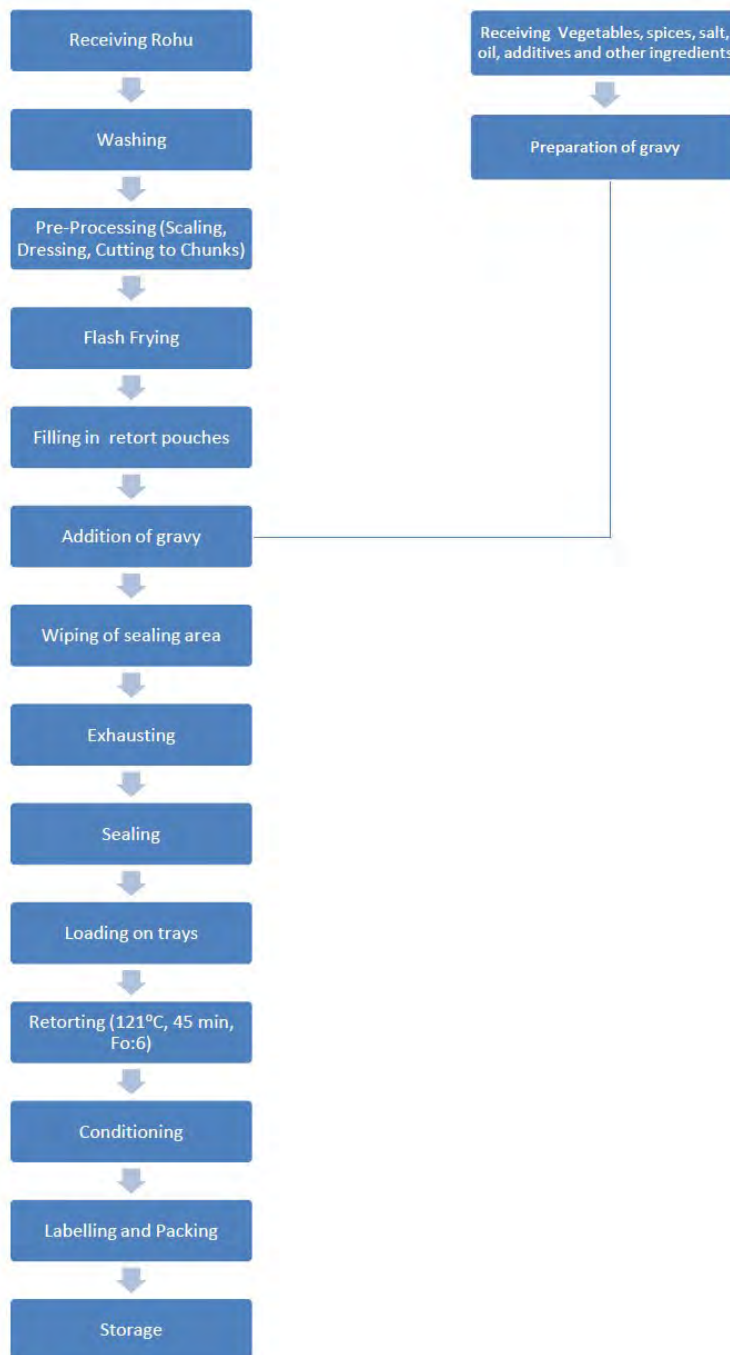 Receiving Rohu
Washing
Pre-Processing (Scaling,
Dressing, Cutting to Chunks)
Flash Frying
Filling in retort pouches
Addition of gravy
Wiping of sealing area
Exhausting
Sealing
Loading on trays
Retorting (121°C, 45 min,
Fo:6)
Conditioning
Labelling and Packing
Storage
Receiving Vegetables, spices, salt,
oil, additives and other ingredients
Preparation of gravy